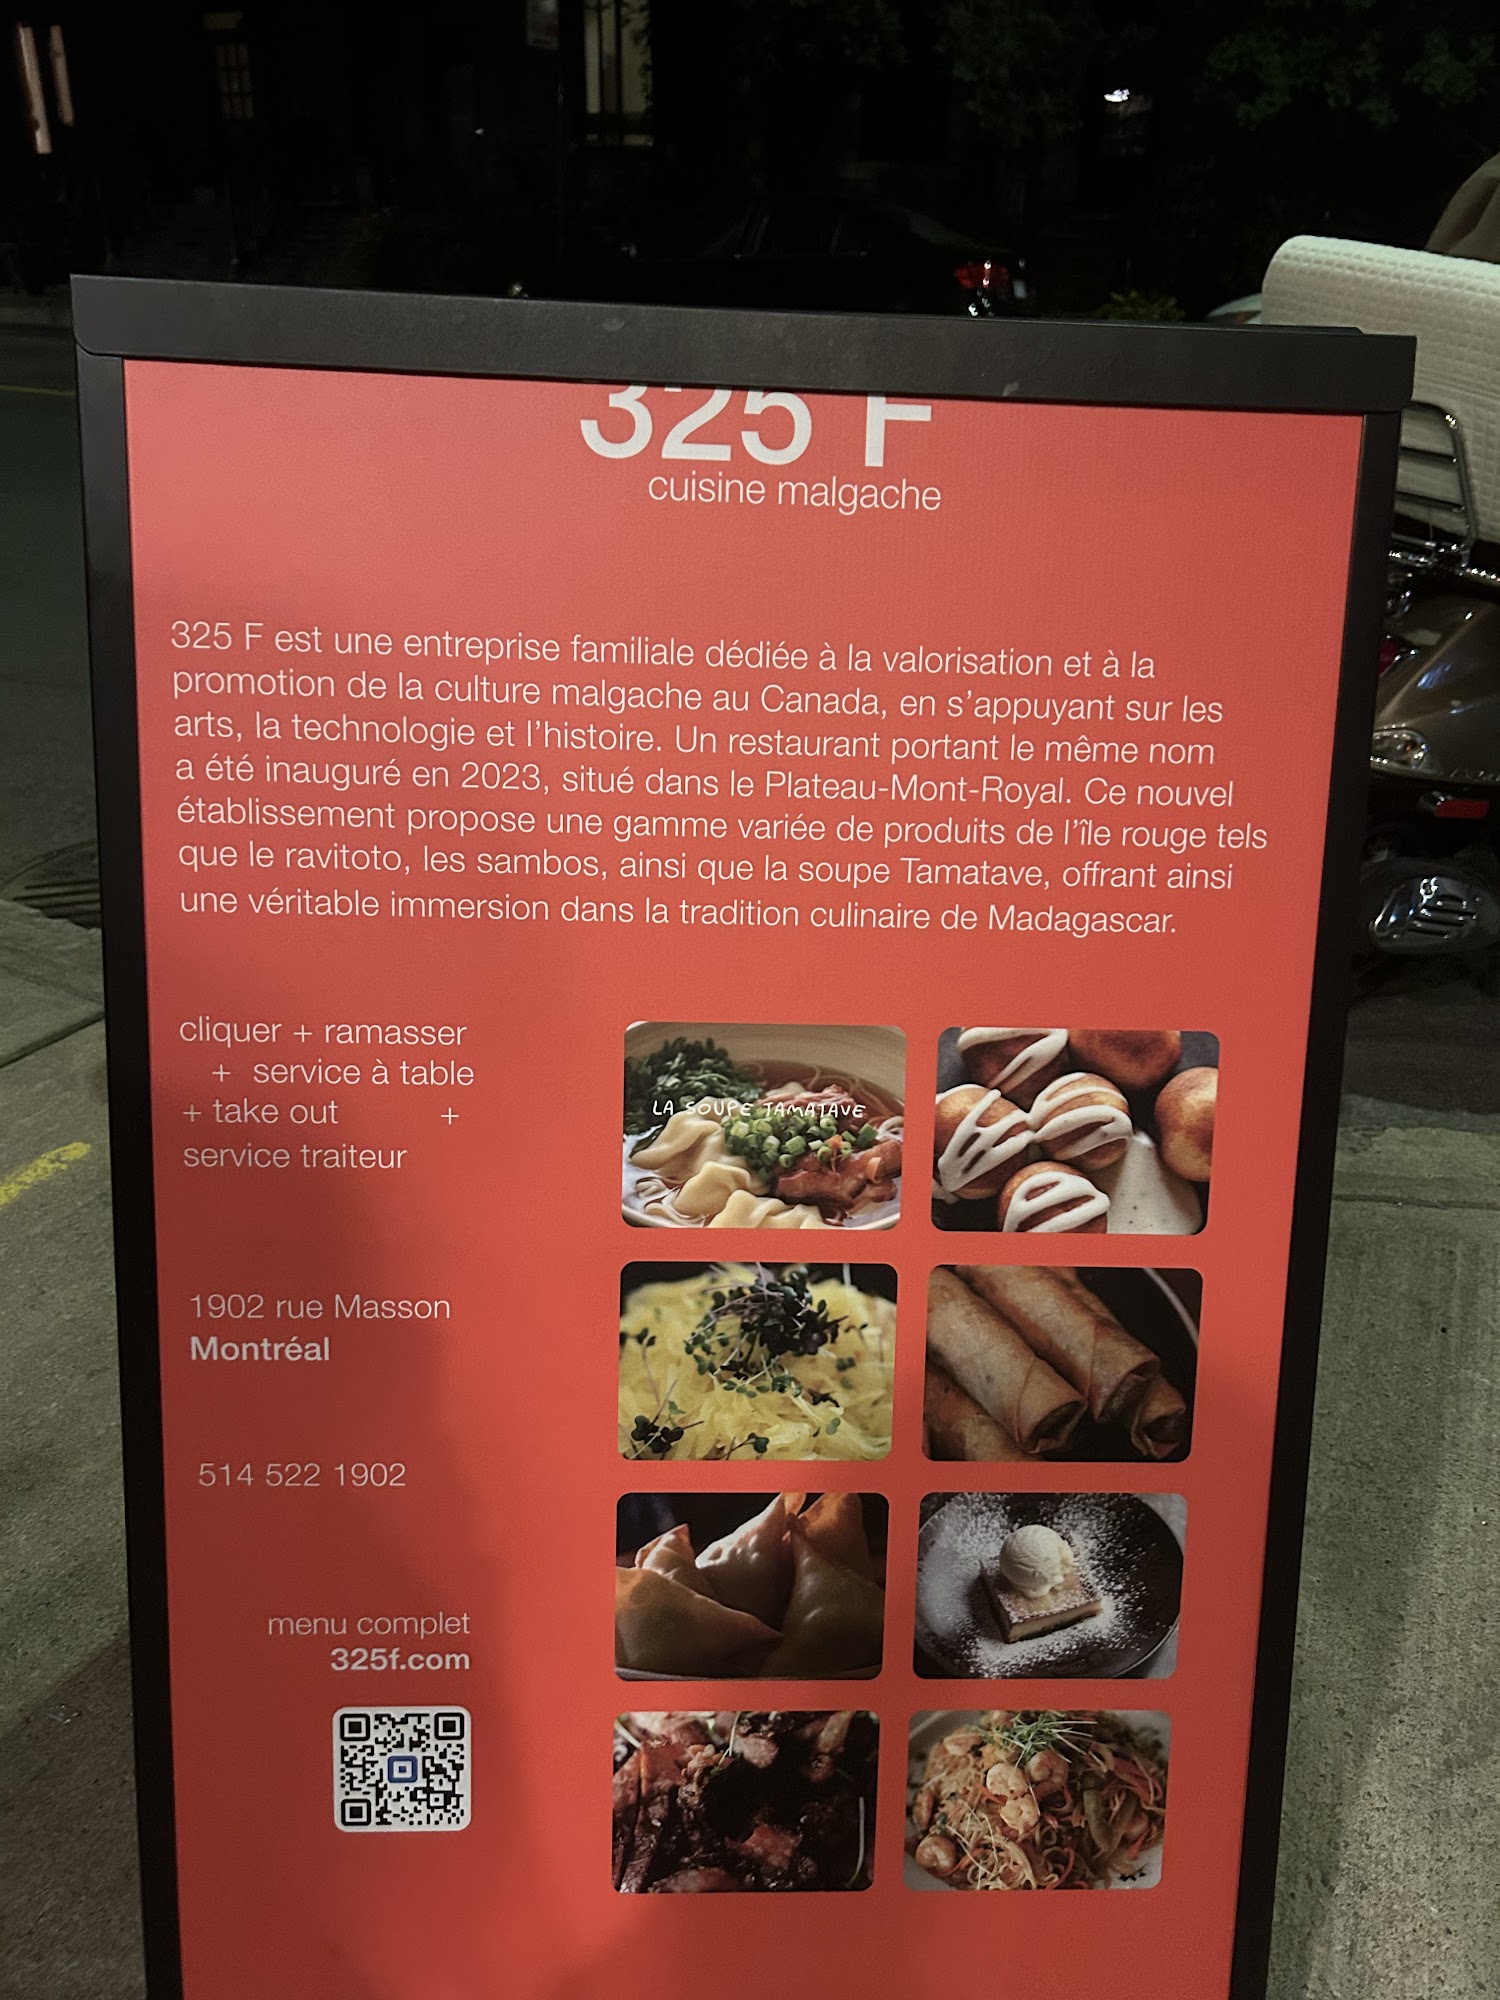 325 F
cuisine malgache
325 F est une entreprise familiale dédiée à la valorisation et à la
promotion de la culture malgache au Canada, en s'appuyant sur les
arts, la technologie et l'histoire. Un restaurant portant le même nom
a été inauguré en 2023, situé dans le Plateau-Mont-Royal. Ce nouvel
établissement propose une gamme variée de produits de l'île rouge tels
que le ravitoto, les sambos, ainsi que la soupe Tamatave, offrant ainsi
une véritable immersion dans la tradition culinaire de Madagascar.
cliquer + ramasser
+ service à table
+ take out +
service traiteur
1902 rue Masson
Montréal
514 522 1902
menu complet
325f.com
LA SOUPE TAMATAVE